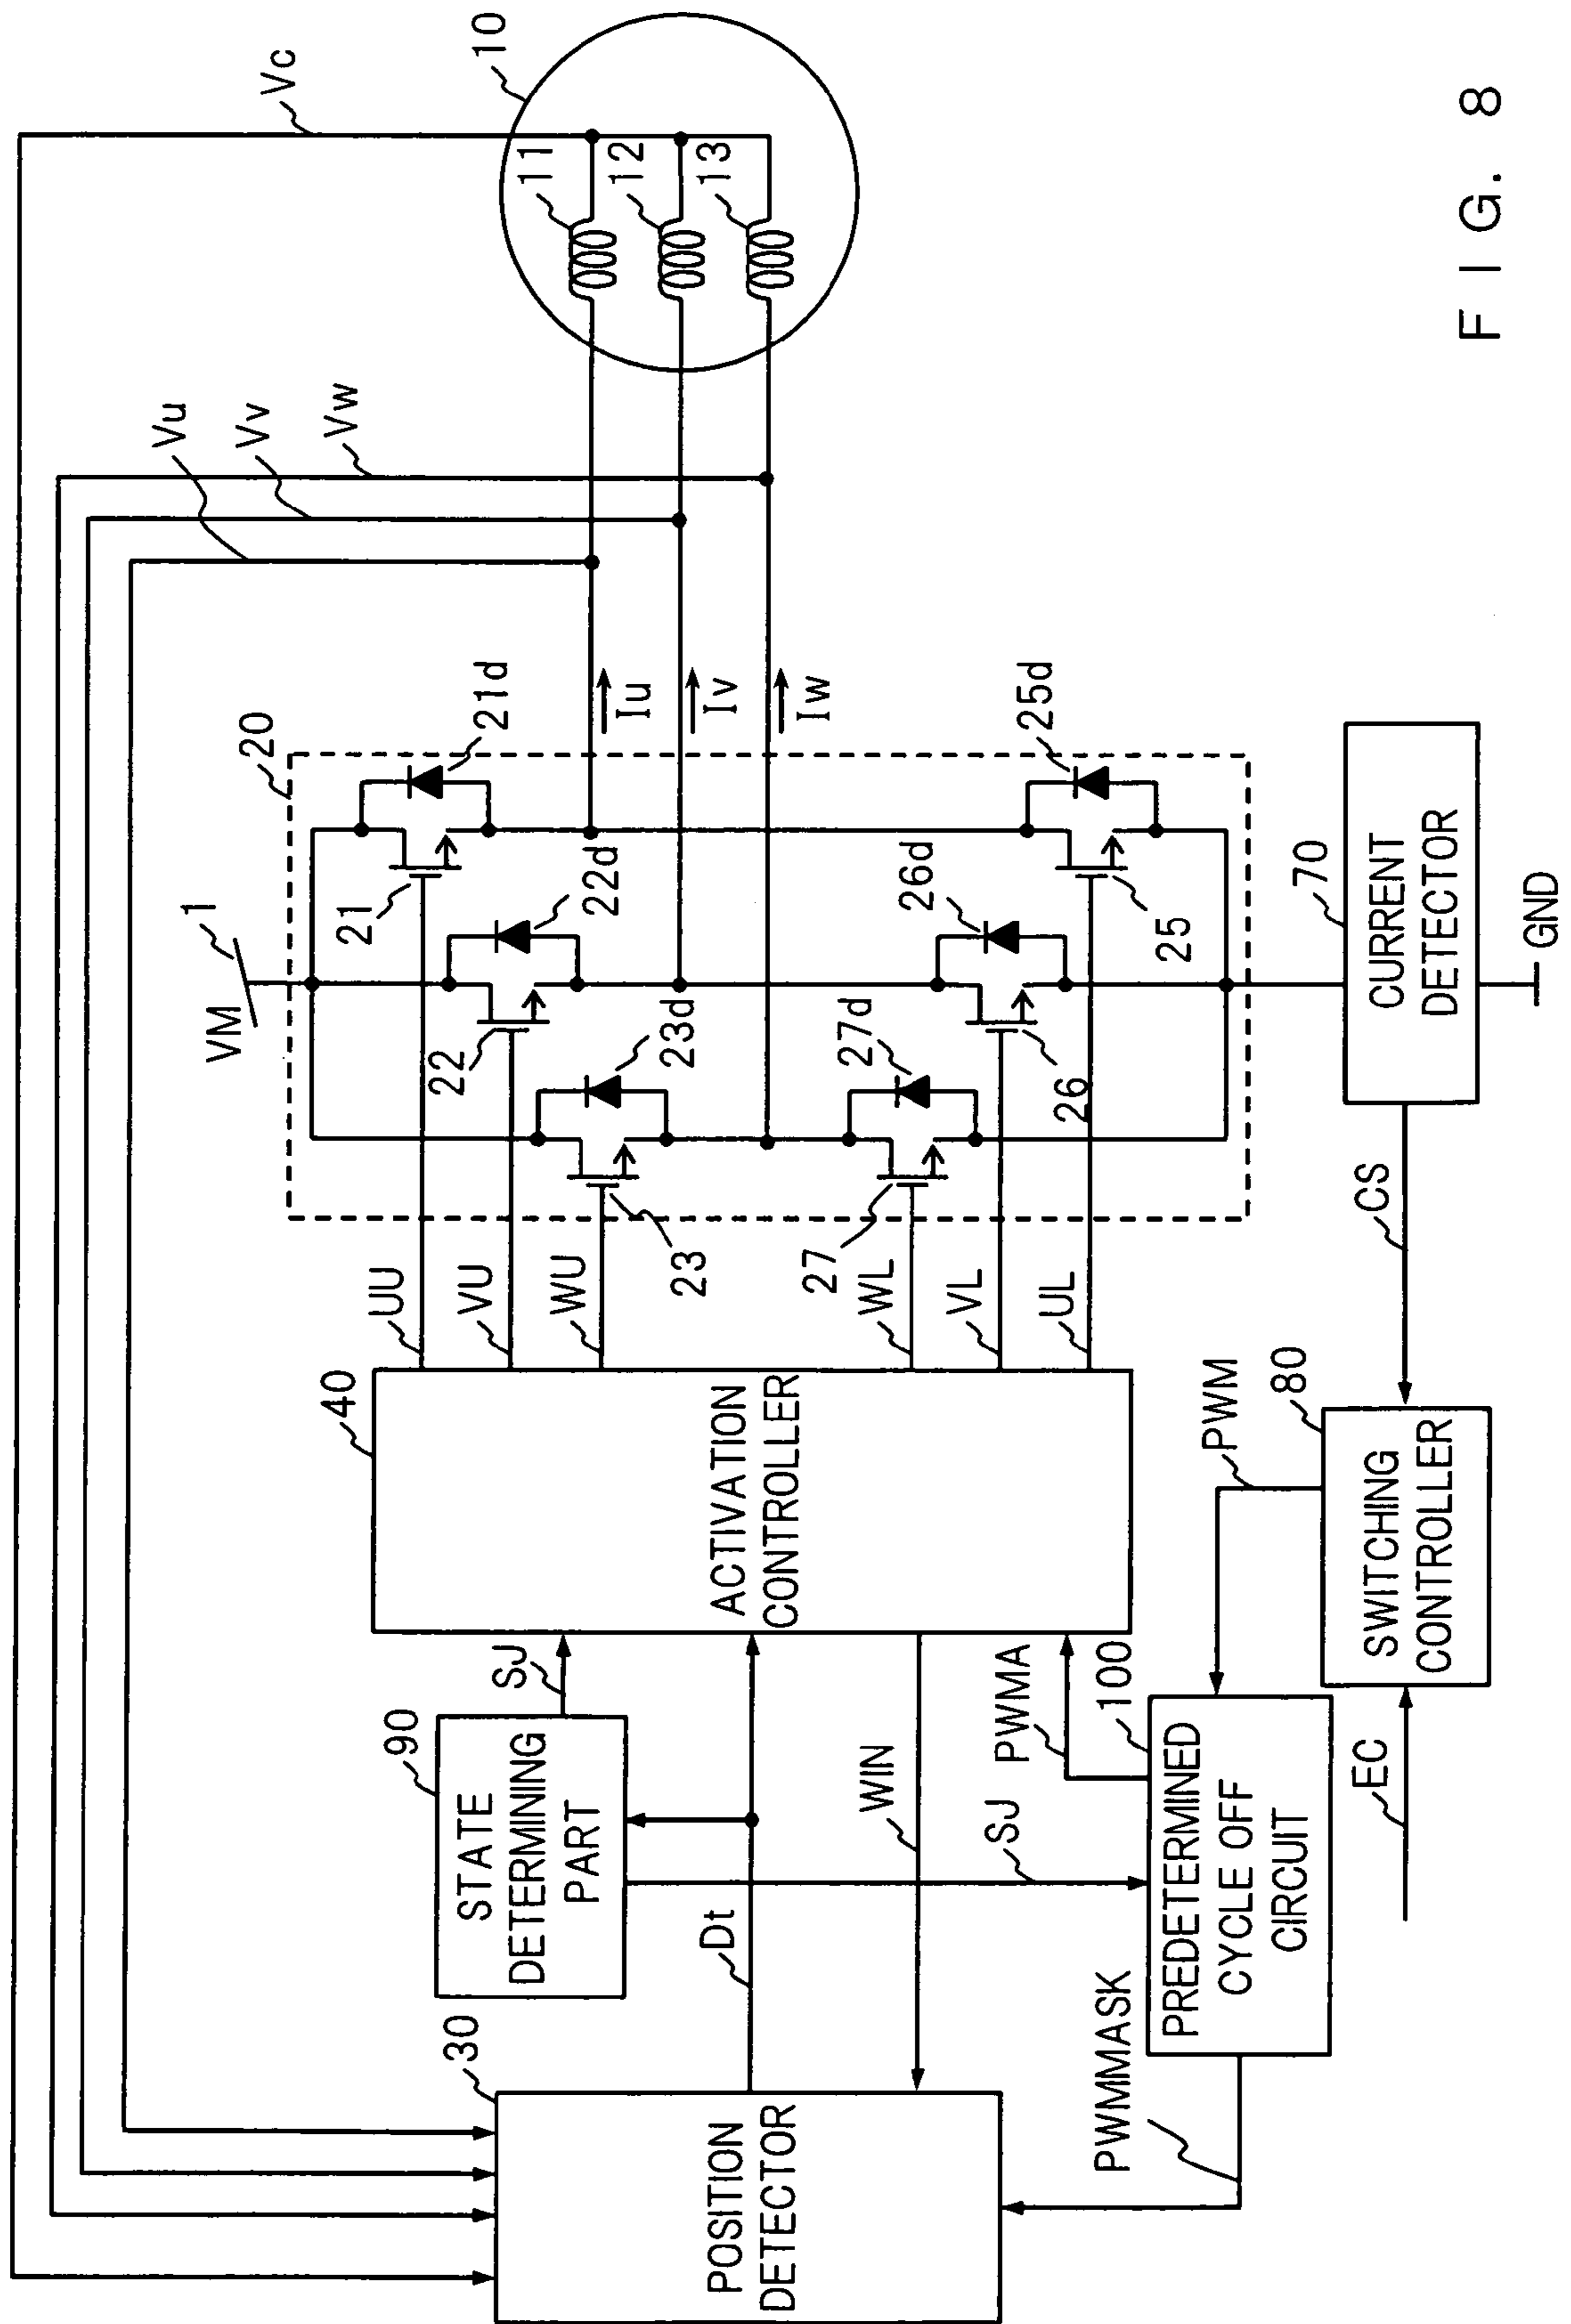 Vc
10
11
12
13
Vu
Vv
Vw
20
1
VM
21
21d
22
22d
23
23d
Iu
Iv
Iw
25
25d
26
26d
27
27d
70
CURRENT
DETECTOR
GND
CS
UU
VU
WU
WL
VL
UL
40
ACTIVATION
CONTROLLER
80
SWITCHING
CONTROLLER
PWM
EC
SJ
90
STATE
DETERMINING
PART
WIN
PWMA
100
SJ
PREDETERMINED
CYCLE OFF
CIRCUIT
Dt
PWMMASK
30
POSITION
DETECTOR
FIG. 8